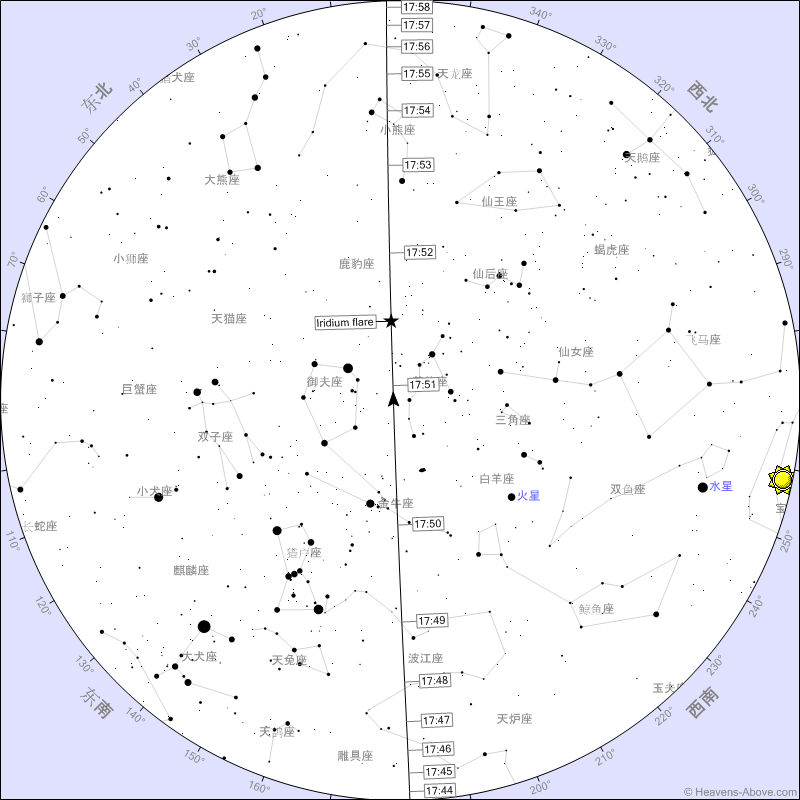 17:58
340°
17:57
20°
30°
17:56
330°
17:55
天龙座
猎犬座
320°
40°
东北
西北
17:54
小熊座
310°
50°
天鹅座
17:53
大熊座
300°
60°
仙王座
17:52
蝎虎座
290°
70°
小狮座
鹿豹座
仙后座
狮子座
天猫座
Iridium flare
飞马座
仙女座
17:51
御夫座
巨蟹座
座
三角座
双子座
白羊座
双鱼座
水星
小犬座
火星
金牛座
17:50
长蛇座
250°
110°
猎户座
麒麟座
240°
120°
鲸鱼座
17:49
230°
130°
大犬座
天兔座
波江座
17:48
220°
东南
西南
140°
17:47
天炉座
210°
天鸽座
17:46
150°
雕具座
17:45
200°
160°
17:44
© Heavens-Above.com